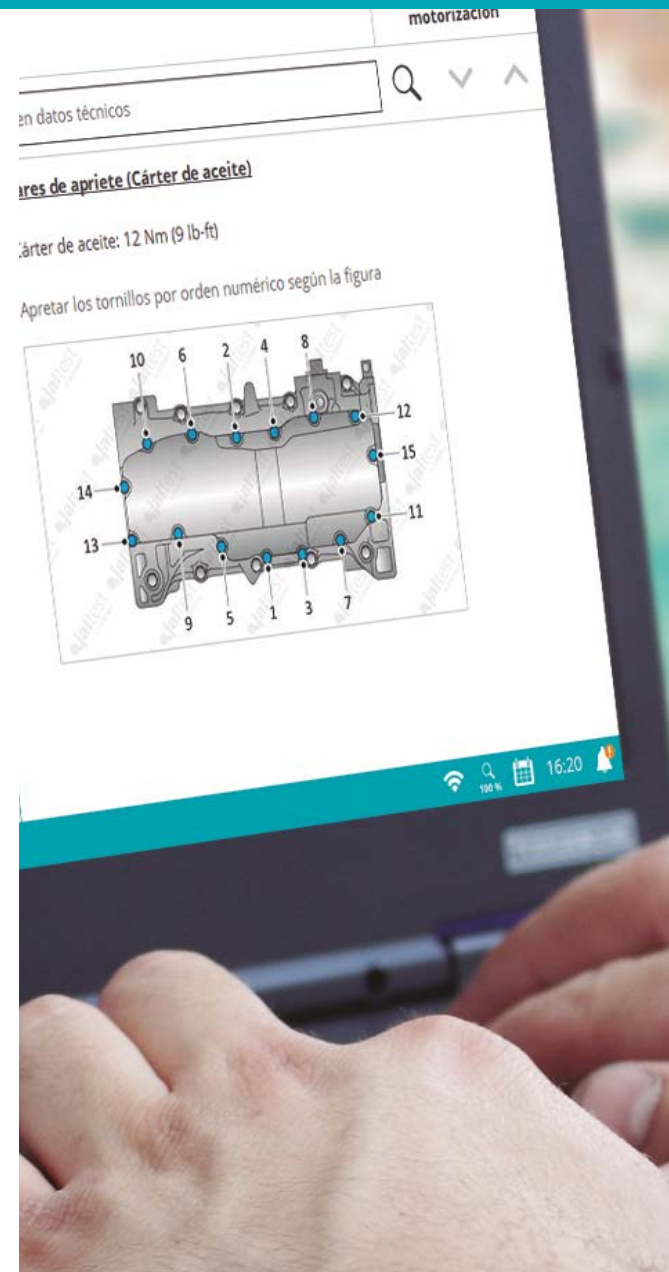 motorización
en datos técnicos
ares de apriete (Cárter de aceite)
Cárter de aceite: 12 Nm (9 lb-ft)
Apretar los tornillos por orden numérico según la figura
10 6 2 4 8
12
15
14
11
13
9 5 1 3 7
jaltest
100 %
16:20